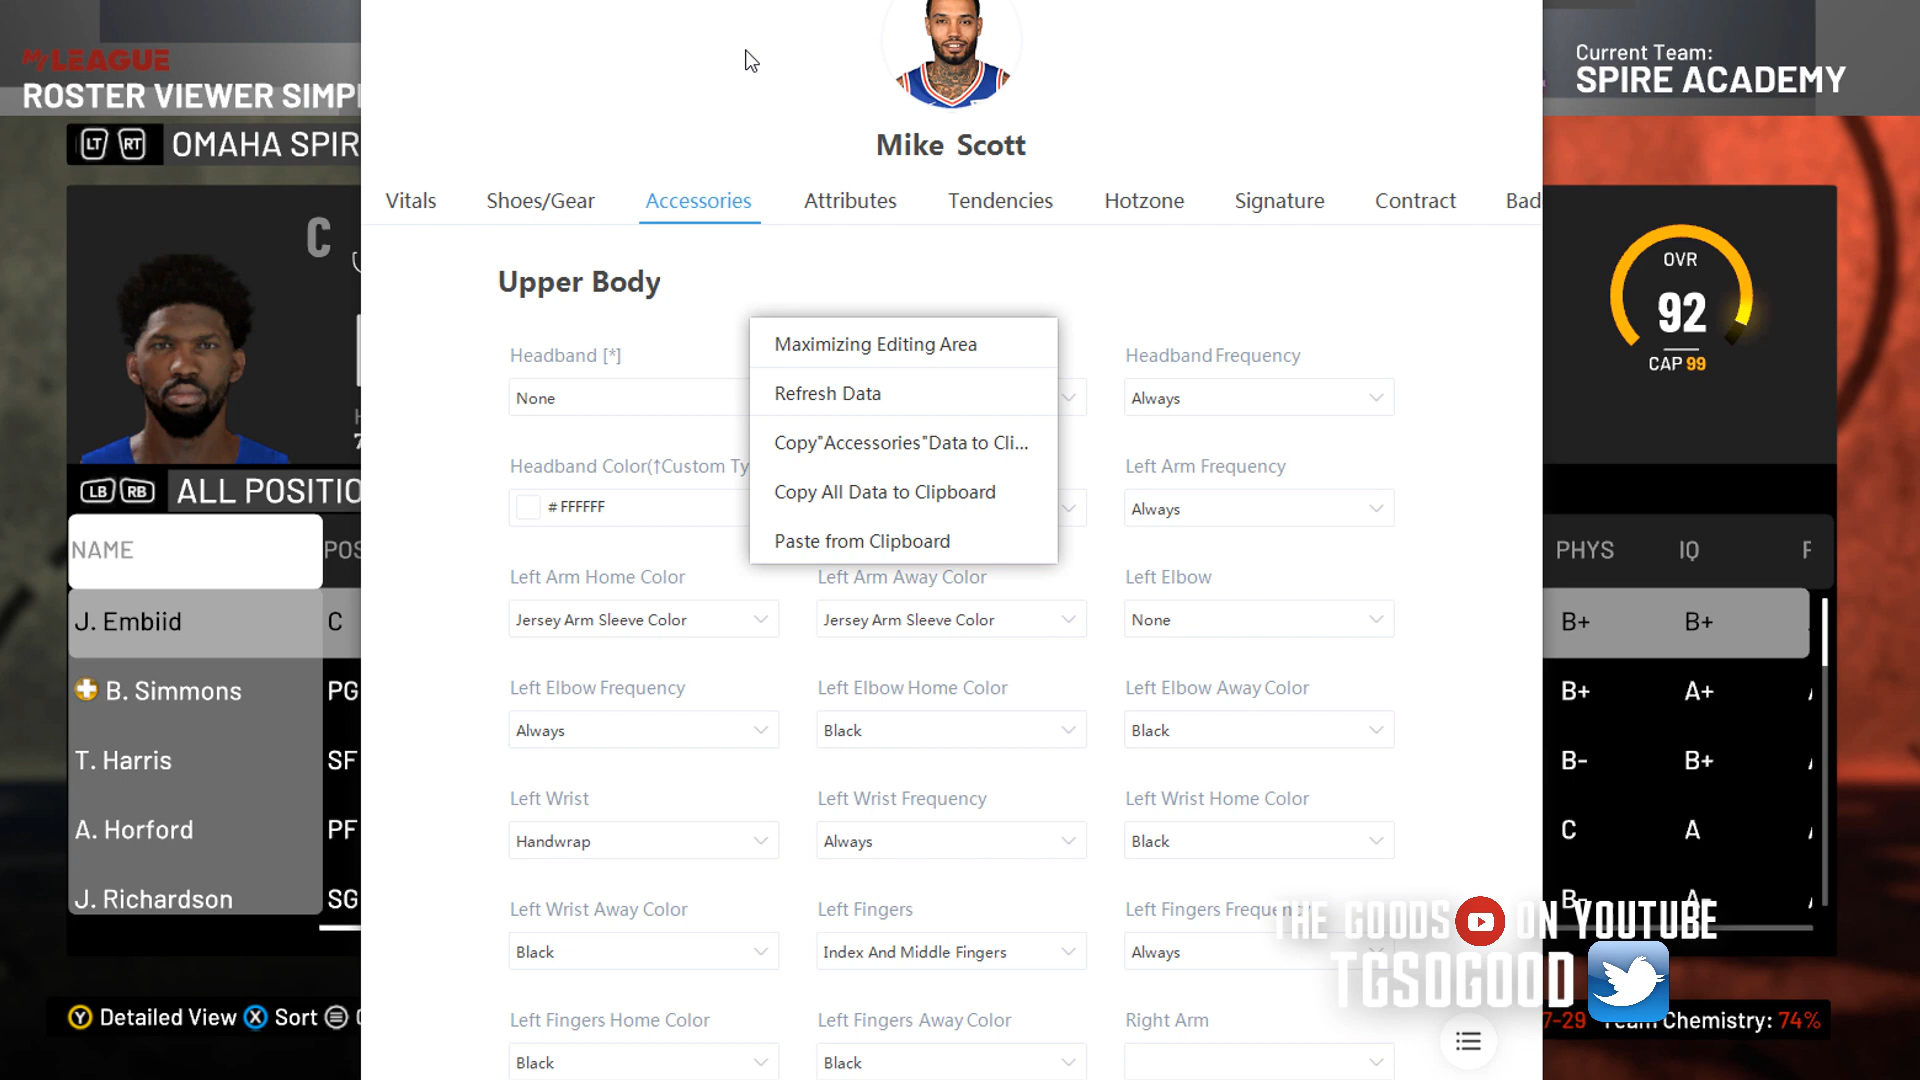 MyLEAGUE
ROSTER VIEWER SIMP
LT RT OMAHA SPIR
C
LB RB ALL POSITIO
NAME POS
J. Embiid C
B. Simmons PG
T. Harris SF
A. Horford PF
J. Richardson SG
Y Detailed View X Sort
Mike Scott
Vitals Shoes/Gear Accessories Attributes Tendencies Hotzone Signature Contract Bad
Upper Body
Headband [*]
None
Headband Frequency
Always
Headband Color(↑Custom Ty
# FFFFFF
Left Arm Frequency
Always
Maximizing Editing Area
Refresh Data
Copy"Accessories"Data to Cli...
Copy All Data to Clipboard
Paste from Clipboard
Left Arm Home Color Left Arm Away Color Left Elbow
Jersey Arm Sleeve Color Jersey Arm Sleeve Color None
Left Elbow Frequency Left Elbow Home Color Left Elbow Away Color
Always Black Black
Left Wrist Left Wrist Frequency Left Wrist Home Color
Handwrap Always Black
Left Wrist Away Color Left Fingers Left Fingers Frequency
Black Index And Middle Fingers Always
Left Fingers Home Color Left Fingers Away Color Right Arm
Black Black
Current Team:
SPIRE ACADEMY
OVR
92
CAP 99
PHYS IQ
B+ B+
B+ A+
B- B+
C A
B- A-
THE GOODS ON YOUTUBE
TGSOGOOD
7-29 Team Chemistry: 74%